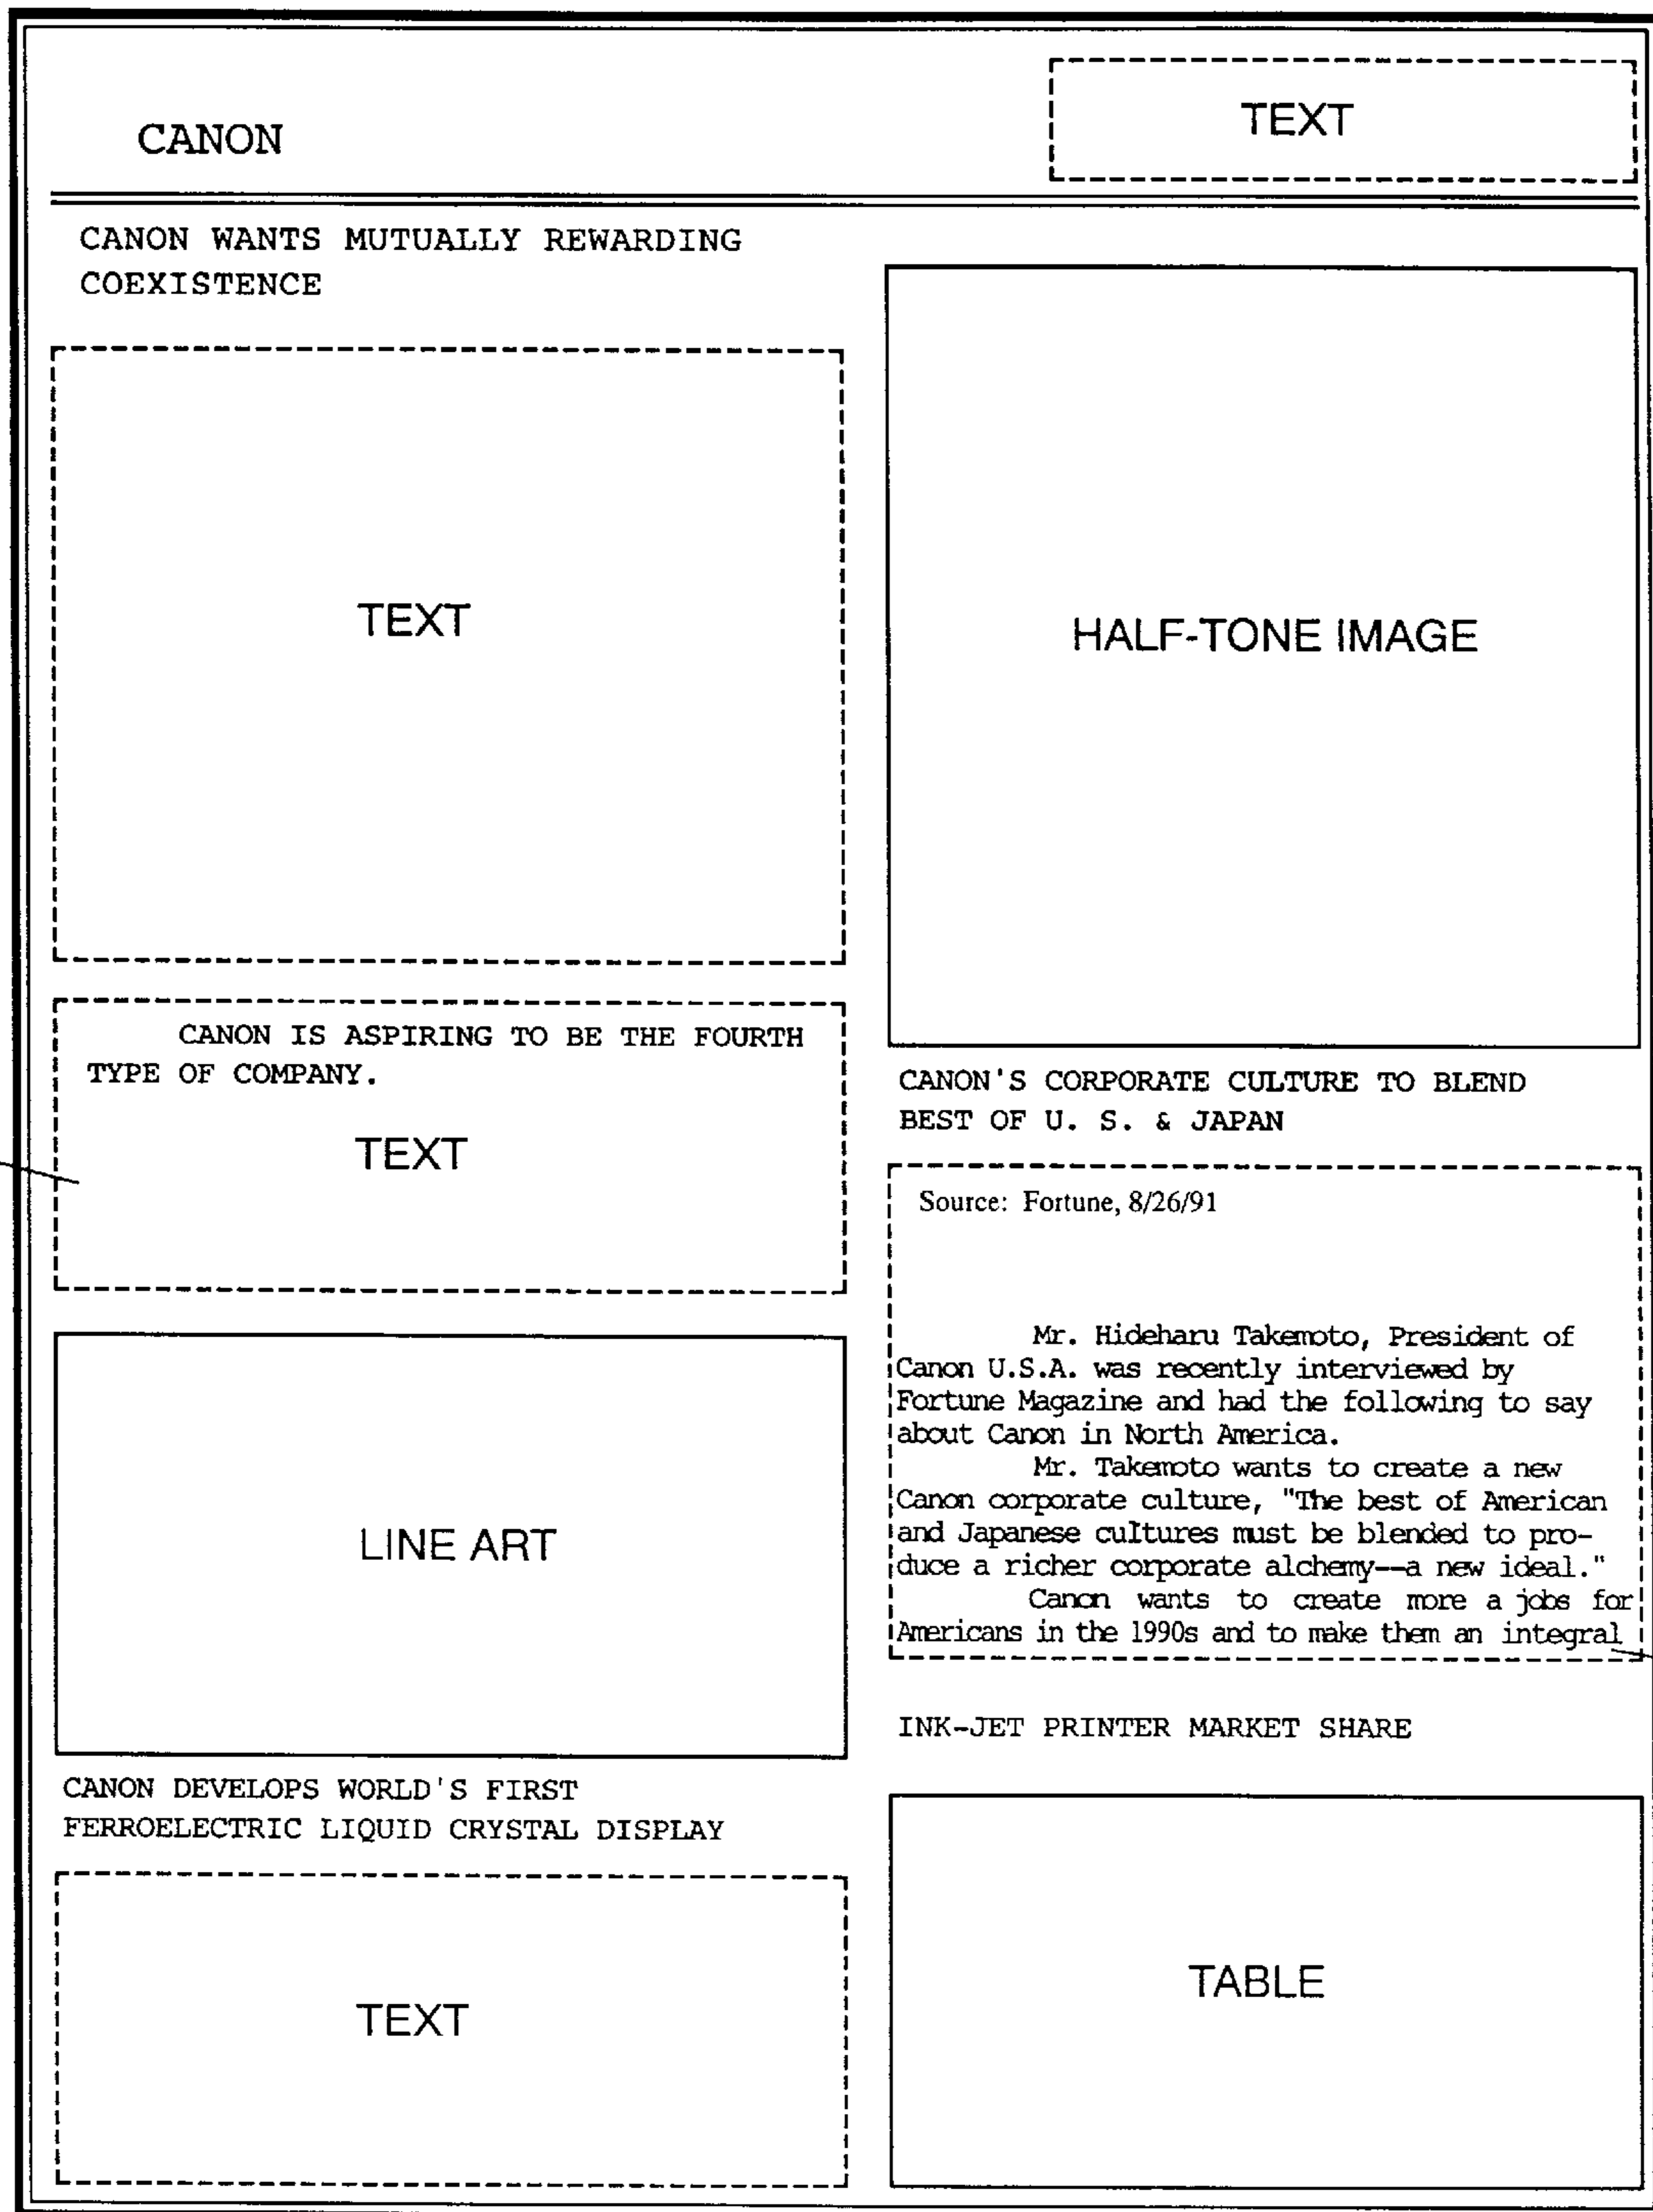 CANON
TEXT
CANON WANTS MUTUALLY REWARDING
COEXISTENCE
TEXT
CANON IS ASPIRING TO BE THE FOURTH
TYPE OF COMPANY.
TEXT
LINE ART
CANON DEVELOPS WORLD'S FIRST
FERROELECTRIC LIQUID CRYSTAL DISPLAY
TEXT
HALF-TONE IMAGE
CANON'S CORPORATE CULTURE TO BLEND
BEST OF U. S. & JAPAN
Source: Fortune, 8/26/91
Mr. Hideharu Takemoto, President of
Canon U.S.A. was recently interviewed by
Fortune Magazine and had the following to say
about Canon in North America.
Mr. Takemoto wants to create a new
Canon corporate culture, "The best of American
and Japanese cultures must be blended to pro-
duce a richer corporate alchemy--a new ideal."
Canon wants to create more a jobs for
Americans in the 1990s and to make them an integral
INK-JET PRINTER MARKET SHARE
TABLE